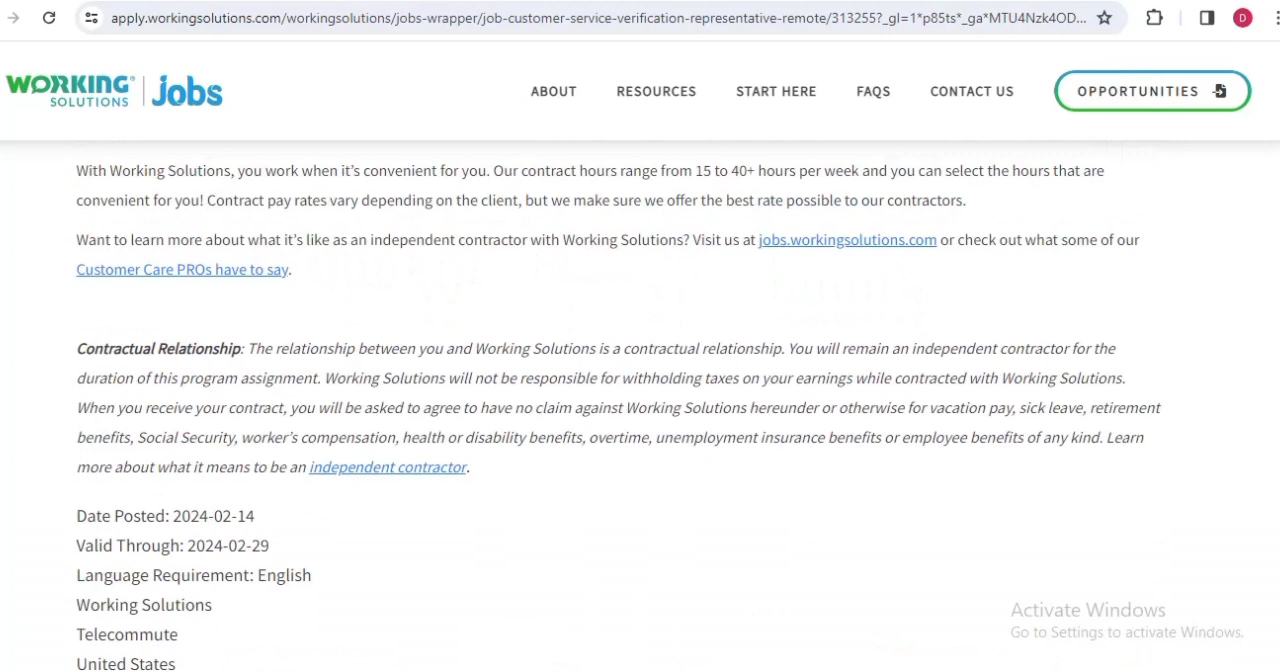 apply.workingsolutions.com/workingsolutions/jobs-wrapper/job-customer-service-verification-representative-remote/313255?_gl=1*p85ts*_ga*MTU4Nzk4OD...
D
WORKING SOLUTIONS® | jobs
ABOUT RESOURCES START HERE FAQS CONTACT US OPPORTUNITIES
With Working Solutions, you work when it’s convenient for you. Our contract hours range from 15 to 40+ hours per week and you can select the hours that are
convenient for you! Contract pay rates vary depending on the client, but we make sure we offer the best rate possible to our contractors.
Want to learn more about what it’s like as an independent contractor with Working Solutions? Visit us at jobs.workingsolutions.com or check out what some of our
Customer Care PROs have to say.
Contractual Relationship: The relationship between you and Working Solutions is a contractual relationship. You will remain an independent contractor for the
duration of this program assignment. Working Solutions will not be responsible for withholding taxes on your earnings while contracted with Working Solutions.
When you receive your contract, you will be asked to agree to have no claim against Working Solutions hereunder or otherwise for vacation pay, sick leave, retirement
benefits, Social Security, worker’s compensation, health or disability benefits, overtime, unemployment insurance benefits or employee benefits of any kind. Learn
more about what it means to be an independent contractor.
Date Posted: 2024-02-14
Valid Through: 2024-02-29
Language Requirement: English
Working Solutions
Telecommute
United States
Activate Windows
Go to Settings to activate Windows.